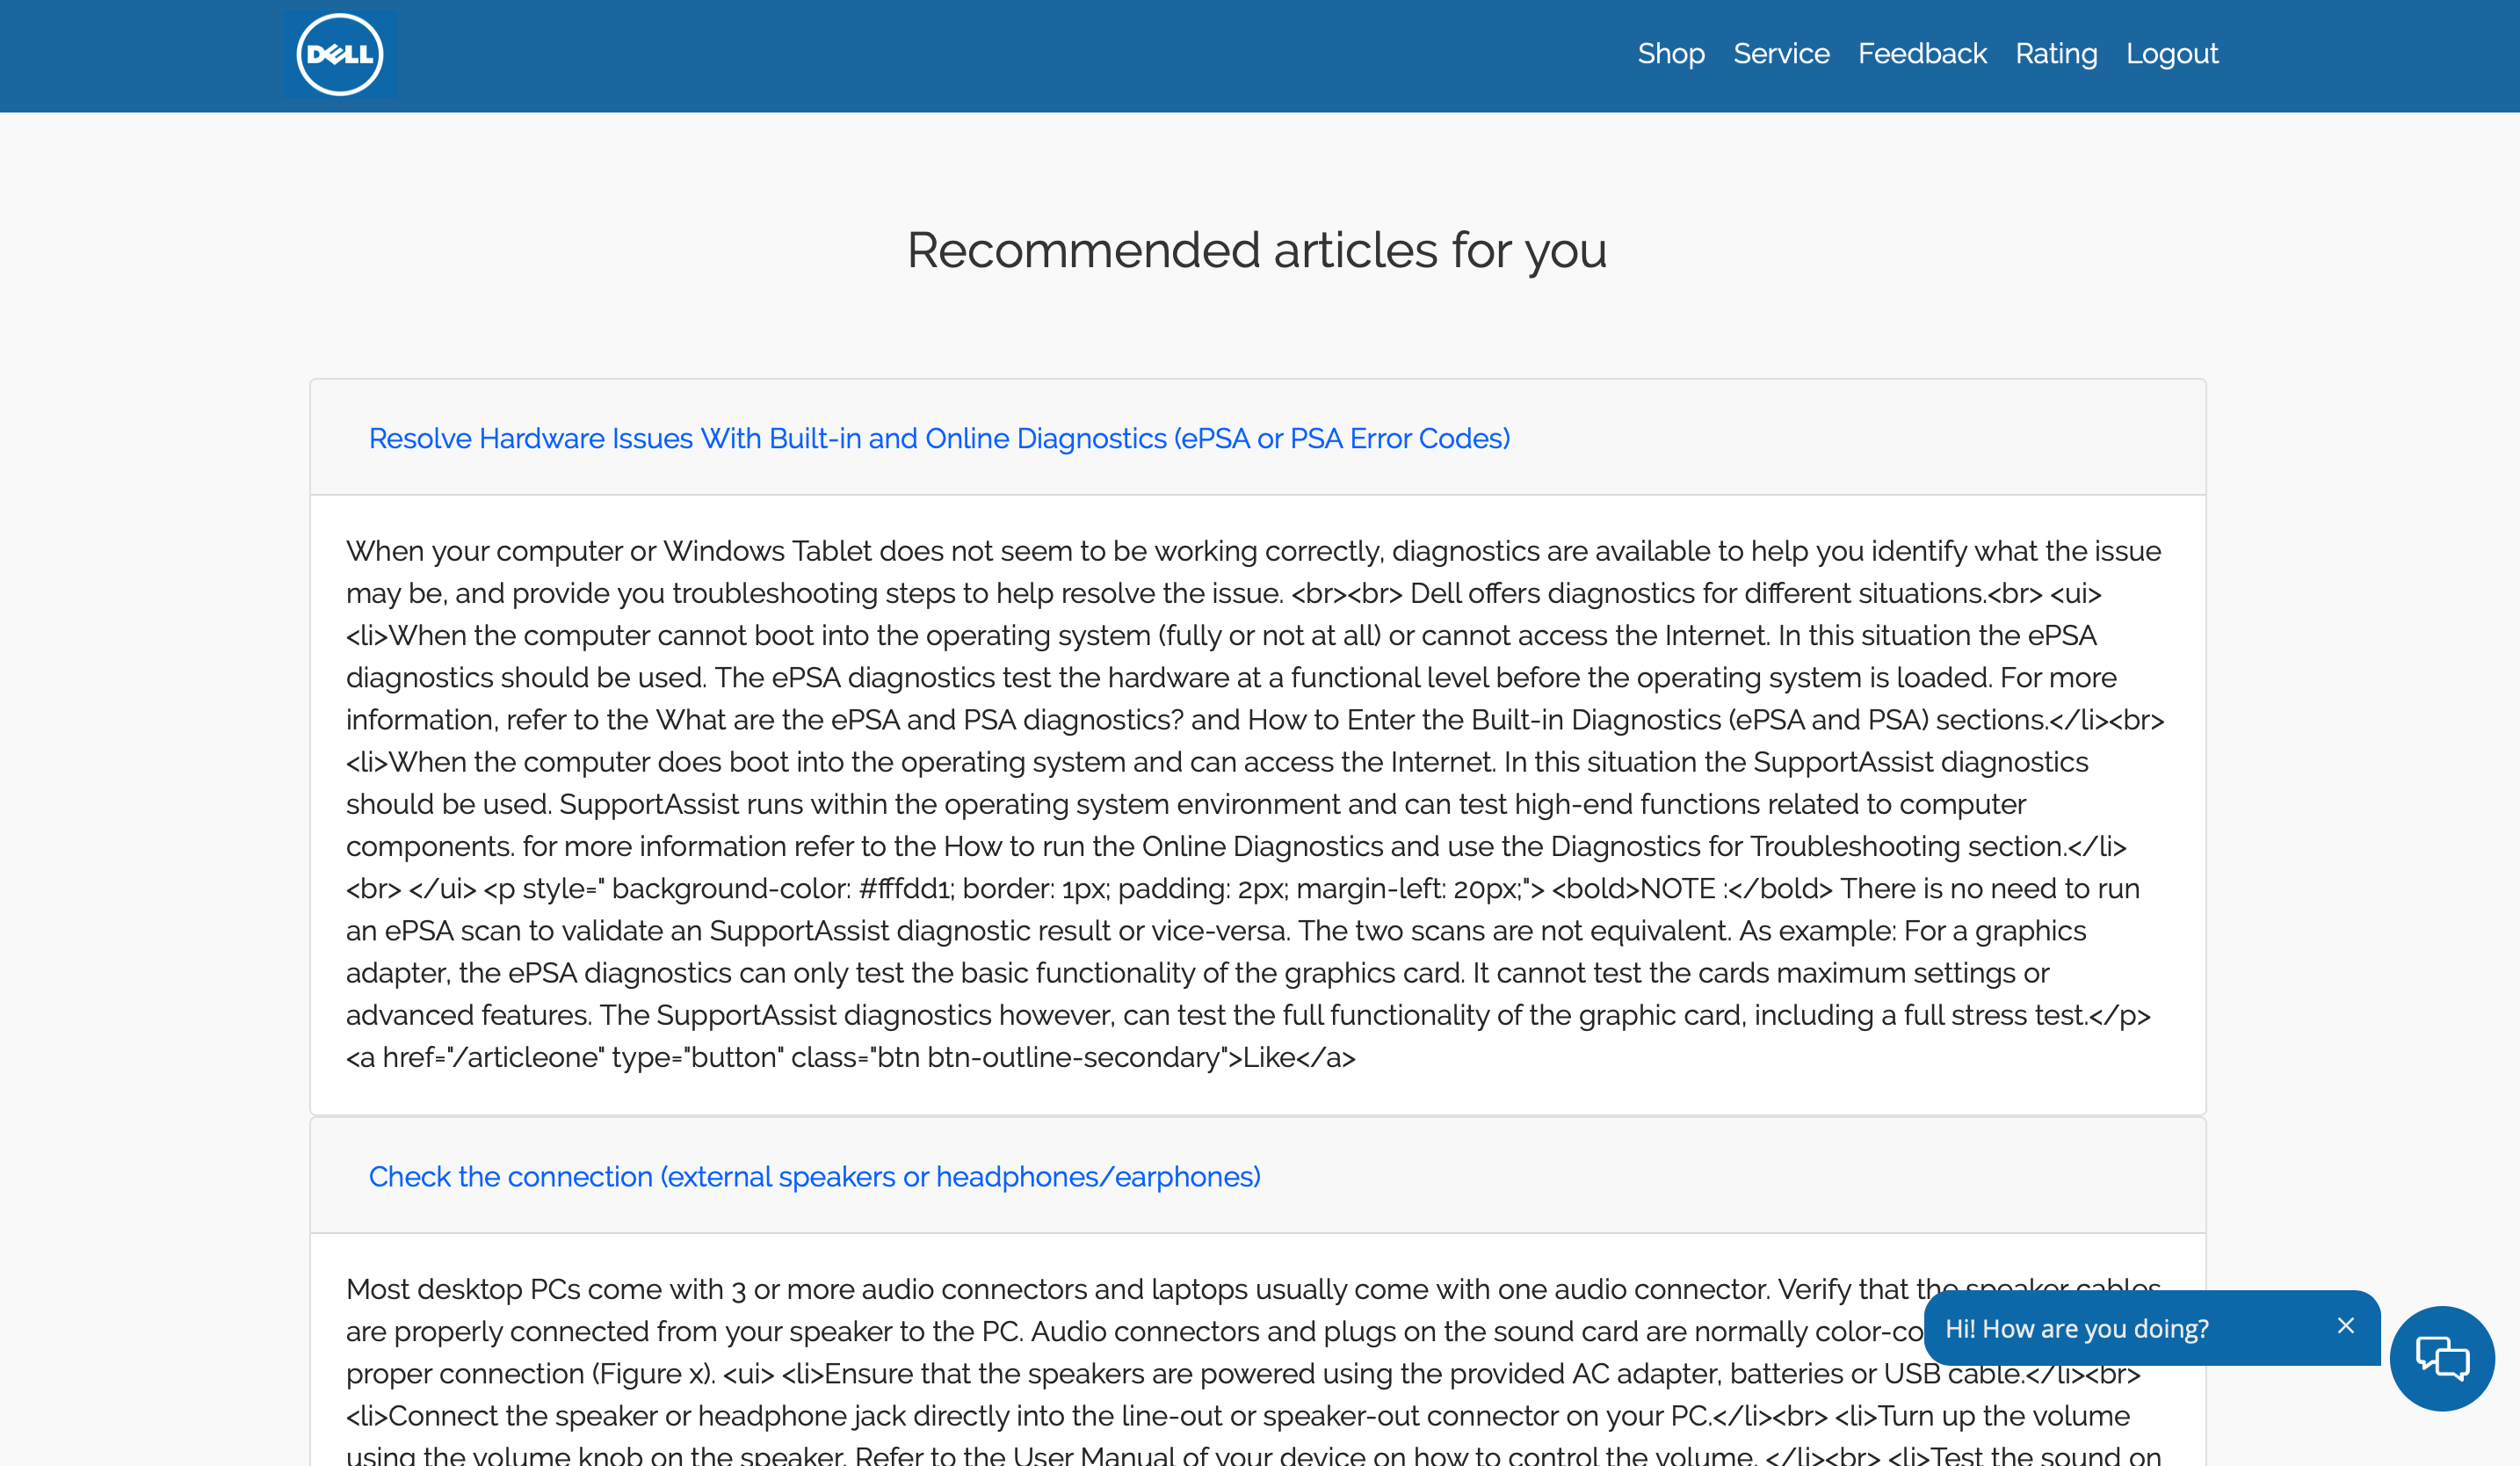 DELL
Shop Service Feedback Rating Logout
Recommended articles for you
Resolve Hardware Issues With Built-in and Online Diagnostics (ePSA or PSA Error Codes)
When your computer or Windows Tablet does not seem to be working correctly, diagnostics are available to help you identify what the issue
may be, and provide you troubleshooting steps to help resolve the issue. <br><br> Dell offers diagnostics for different situations.<br> <ui>
<li>When the computer cannot boot into the operating system (fully or not at all) or cannot access the Internet. In this situation the ePSA
diagnostics should be used. The ePSA diagnostics test the hardware at a functional level before the operating system is loaded. For more
information, refer to the What are the ePSA and PSA diagnostics? and How to Enter the Built-in Diagnostics (ePSA and PSA) sections.</li><br>
<li>When the computer does boot into the operating system and can access the Internet. In this situation the SupportAssist diagnostics
should be used. SupportAssist runs within the operating system environment and can test high-end functions related to computer
components. for more information refer to the How to run the Online Diagnostics and use the Diagnostics for Troubleshooting section.</li>
<br> </ui> <p style=" background-color: #fffdd1; border: 1px; padding: 2px; margin-left: 20px;"> <bold>NOTE :</bold> There is no need to run
an ePSA scan to validate an SupportAssist diagnostic result or vice-versa. The two scans are not equivalent. As example: For a graphics
adapter, the ePSA diagnostics can only test the basic functionality of the graphics card. It cannot test the cards maximum settings or
advanced features. The SupportAssist diagnostics however, can test the full functionality of the graphic card, including a full stress test.</p>
<a href="/articleone" type="button" class="btn btn-outline-secondary">Like</a>
Check the connection (external speakers or headphones/earphones)
Most desktop PCs come with 3 or more audio connectors and laptops usually come with one audio connector. Verify that the speaker cables
are properly connected from your speaker to the PC. Audio connectors and plugs on the sound card are normally color-co
Hi! How are you doing?
proper connection (Figure x). <ui> <li>Ensure that the speakers are powered using the provided AC adapter, batteries or USB cable.</li><br>
<li>Connect the speaker or headphone jack directly into the line-out or speaker-out connector on your PC.</li><br> <li>Turn up the volume
using the volume knob on the speaker. Refer to the User Manual of your device on how to control the volume. </li><br> <li>Test the sound on